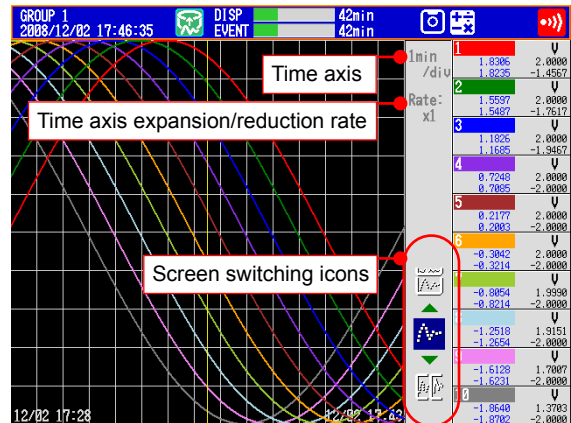 GROUP 1
2008/12/02 17:46:35
DISP 42min
EVENT 42min
1min
/div
Rate:
x1
Time axis
Time axis expansion/reduction rate
Screen switching icons
1 V
1.8306 2.0000
1.8235 -1.4567
2 V
1.5597 2.0000
1.5487 -1.7617
3 V
1.1826 2.0000
1.1685 -1.9467
4 V
0.7248 2.0000
0.7085 -2.0000
5 V
0.2177 2.0000
0.2003 -2.0000
6 V
-0.3042 2.0000
-0.3214 -2.0000
V
-0.8054 1.9990
-0.8214 -2.0000
V
-1.2518 1.9151
-1.2654 -2.0000
9 V
-1.6128 1.7007
-1.6231 -2.0000
10 V
-1.8640 1.3703
-1.8702 -2.0000
12/02 17:28